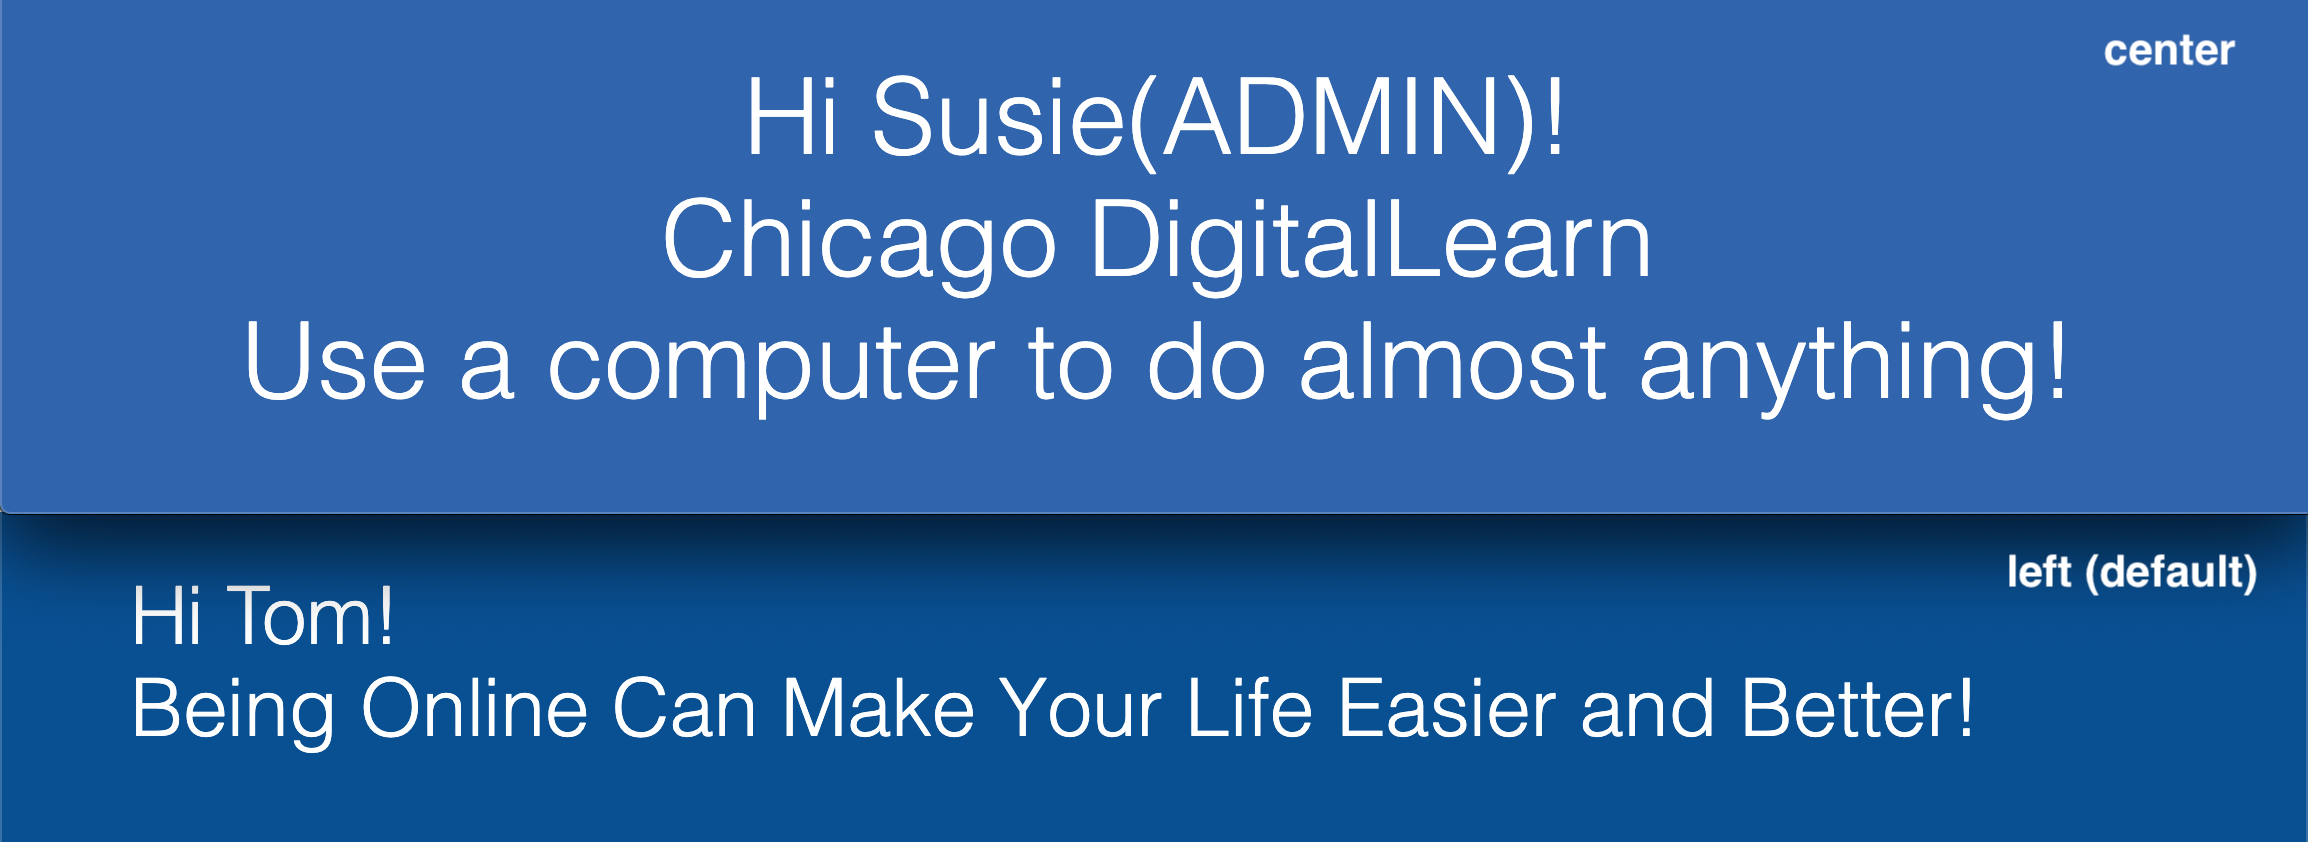 center
Hi Susie(ADMIN)!
Chicago DigitalLearn
Use a computer to do almost anything!
left (default)
Hi Tom!
Being Online Can Make Your Life Easier and Better!